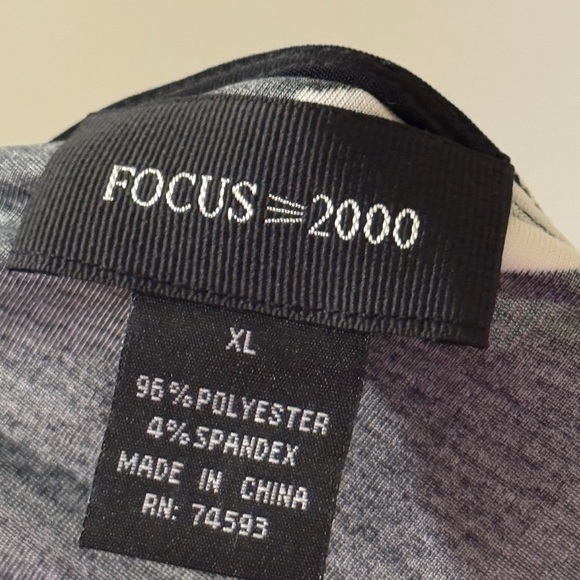 FOCUS 2000
XL
96%POLYESTER
4%SPANDEX
MADE IN CHINA
RN: 74593